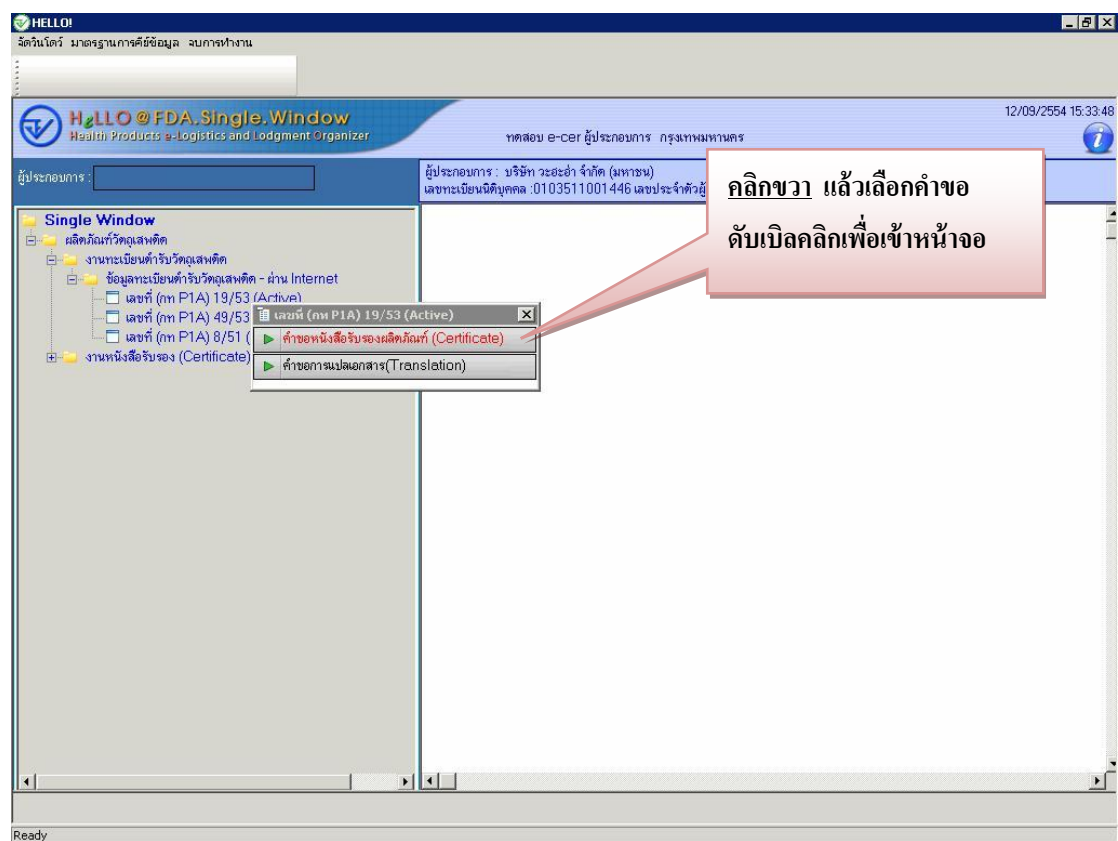 HELLO!
จัดวินโดว์ มาตรฐานการคีย์ข้อมูล จบการทำงาน
HeLLO @ FDA.Single.Window
Health Products e-Logistics and Lodgment Organizer
12/09/2554 15:33:48
ทดสอบ e-cer ผู้ประกอบการ กรุงเทพมหานคร
ผู้ประกอบการ :
ผู้ประกอบการ : บริษัท วะฮะฮ่า จำกัด (มหาชน)
เลขทะเบียนนิติบุคคล :0103511001446 เลขประจำตัวผู้
คลิกขวา แล้วเลือกคำขอ
ดับเบิลคลิกเพื่อเข้าหน้าจอ
Single Window
ผลิตภัณฑ์วัตถุเสพติด
งานทะเบียนตำรับวัตถุเสพติด
ข้อมูลทะเบียนตำรับวัตถุเสพติด - ผ่าน Internet
เลขที่ (กท P1A) 19/53 (Active)
เลขที่ (กท P1A) 49/53
เลขที่ (กท P1A) 8/51 (
งานหนังสือรับรอง (Certificate)
เลขที่ (กท P1A) 19/53 (Active)
คำขอหนังสือรับรองผลิตภัณฑ์ (Certificate)
คำขอการแปลเอกสาร(Translation)
Ready